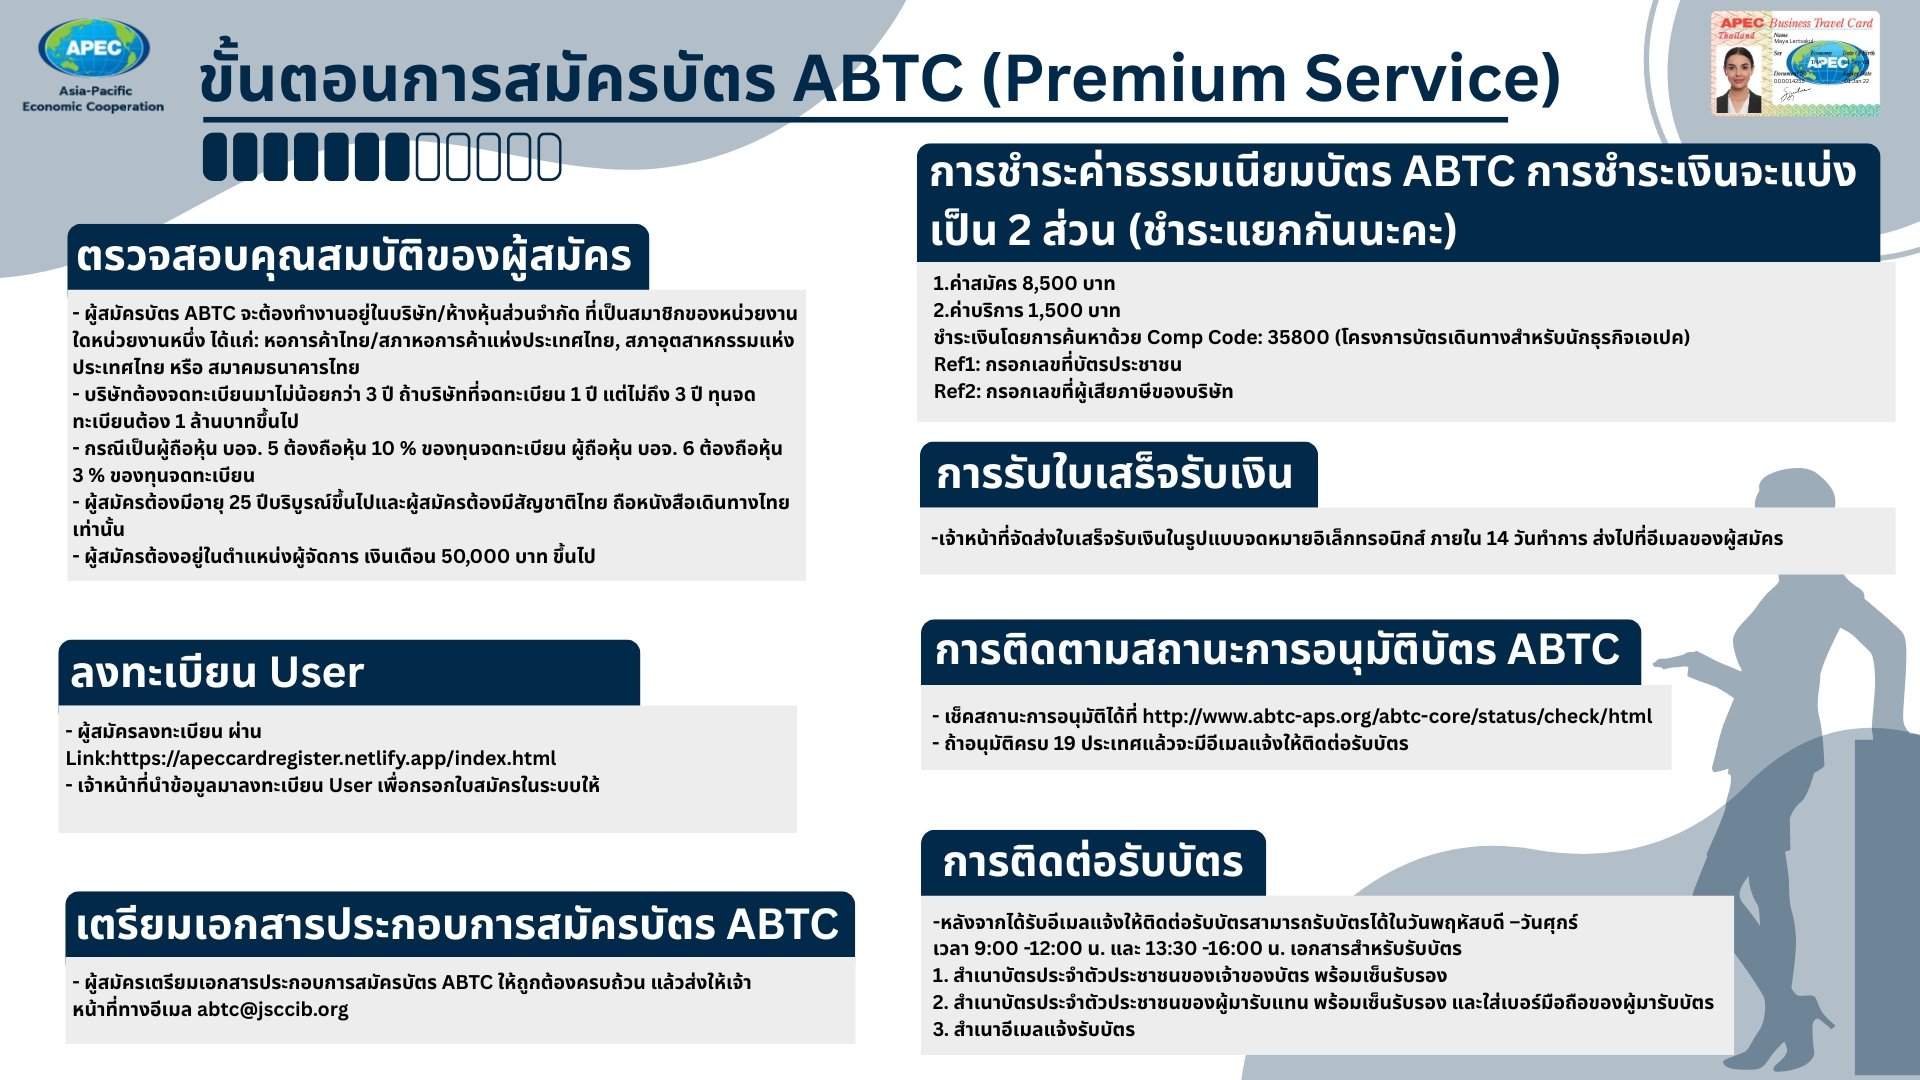 APEC
Asia-Pacific
Economic Cooperation
ขั้นตอนการสมัครบัตร ABTC (Premium Service)
APEC Business Travel Card
Thailand
ตรวจสอบคุณสมบัติของผู้สมัคร
- ผู้สมัครบัตร ABTC จะต้องทำงานอยู่ในบริษัท/ห้างหุ้นส่วนจำกัด ที่เป็นสมาชิกของหน่วยงาน
ใดหน่วยงานหนึ่ง ได้แก่: หอการค้าไทย/สภาหอการค้าแห่งประเทศไทย, สภาอุตสาหกรรมแห่ง
ประเทศไทย หรือ สมาคมธนาคารไทย
- บริษัทต้องจดทะเบียนมาไม่น้อยกว่า 3 ปี ถ้าบริษัทที่จดทะเบียน 1 ปี แต่ไม่ถึง 3 ปี ทุนจด
ทะเบียนต้อง 1 ล้านบาทขึ้นไป
- กรณีเป็นผู้ถือหุ้น บอจ. 5 ต้องถือหุ้น 10 % ของทุนจดทะเบียน ผู้ถือหุ้น บอจ. 6 ต้องถือหุ้น
3 % ของทุนจดทะเบียน
- ผู้สมัครต้องมีอายุ 25 ปีบริบูรณ์ขึ้นไปและผู้สมัครต้องมีสัญชาติไทย ถือหนังสือเดินทางไทย
เท่านั้น
- ผู้สมัครต้องอยู่ในตำแหน่งผู้จัดการ เงินเดือน 50,000 บาท ขึ้นไป
ลงทะเบียน User
- ผู้สมัครลงทะเบียน ผ่าน
Link:https://apeccardregister.netlify.app/index.html
- เจ้าหน้าที่นำข้อมูลมาลงทะเบียน User เพื่อกรอกใบสมัครในระบบให้
เตรียมเอกสารประกอบการสมัครบัตร ABTC
- ผู้สมัครเตรียมเอกสารประกอบการสมัครบัตร ABTC ให้ถูกต้องครบถ้วน แล้วส่งให้เจ้า
หน้าที่ทางอีเมล abtc@jsccib.org
การชำระค่าธรรมเนียมบัตร ABTC การชำระเงินจะแบ่ง
เป็น 2 ส่วน (ชำระแยกกันนะคะ)
1.ค่าสมัคร 8,500 บาท
2.ค่าบริการ 1,500 บาท
ชำระเงินโดยการค้นหาด้วย Comp Code: 35800 (โครงการบัตรเดินทางสำหรับนักธุรกิจเอเปค)
Ref1: กรอกเลขที่บัตรประชาชน
Ref2: กรอกเลขที่ผู้เสียภาษีของบริษัท
การรับใบเสร็จรับเงิน
-เจ้าหน้าที่จัดส่งใบเสร็จรับเงินในรูปแบบจดหมายอิเล็กทรอนิกส์ ภายใน 14 วันทำการ ส่งไปที่อีเมลของผู้สมัคร
การติดตามสถานะการอนุมัติบัตร ABTC
- เช็คสถานะการอนุมัติได้ที่ http://www.abtc-aps.org/abtc-core/status/check/html
- ถ้าอนุมัติครบ 19 ประเทศแล้วจะมีอีเมลแจ้งให้ติดต่อรับบัตร
การติดต่อรับบัตร
-หลังจากได้รับอีเมลแจ้งให้ติดต่อรับบัตรสามารถรับบัตรได้ในวันพฤหัสบดี –วันศุกร์
เวลา 9:00 -12:00 น. และ 13:30 -16:00 น. เอกสารสำหรับรับบัตร
1. สำเนาบัตรประจำตัวประชาชนของเจ้าของบัตร พร้อมเซ็นรับรอง
2. สำเนาบัตรประจำตัวประชาชนของผู้มารับแทน พร้อมเซ็นรับรอง และใส่เบอร์มือถือของผู้มารับบัตร
3. สำเนาอีเมลแจ้งรับบัตร